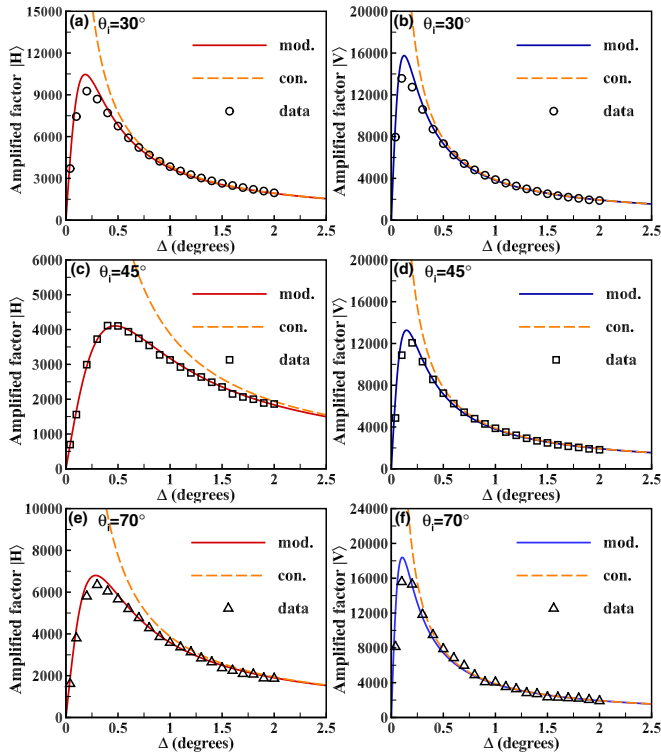 (a) θi=30°
mod.
con.
data
Amplified factor |H⟩
15000
12000
9000
6000
3000
0
0 0.5 1 1.5 2 2.5
Δ (degrees)
(b) θi=30°
mod.
con.
data
Amplified factor |V⟩
20000
16000
12000
8000
4000
0
0 0.5 1 1.5 2 2.5
Δ (degrees)
(c) θi=45°
mod.
con.
data
Amplified factor |H⟩
6000
5000
4000
3000
2000
1000
0
0 0.5 1 1.5 2 2.5
Δ (degrees)
(d) θi=45°
mod.
con.
data
Amplified factor |V⟩
20000
16000
12000
8000
4000
0
0 0.5 1 1.5 2 2.5
Δ (degrees)
(e) θi=70°
mod.
con.
data
Amplified factor |H⟩
10000
8000
6000
4000
2000
0
0 0.5 1 1.5 2 2.5
Δ (degrees)
(f) θi=70°
mod.
con.
data
Amplified factor |V⟩
24000
20000
16000
12000
8000
4000
0
0 0.5 1 1.5 2 2.5
Δ (degrees)